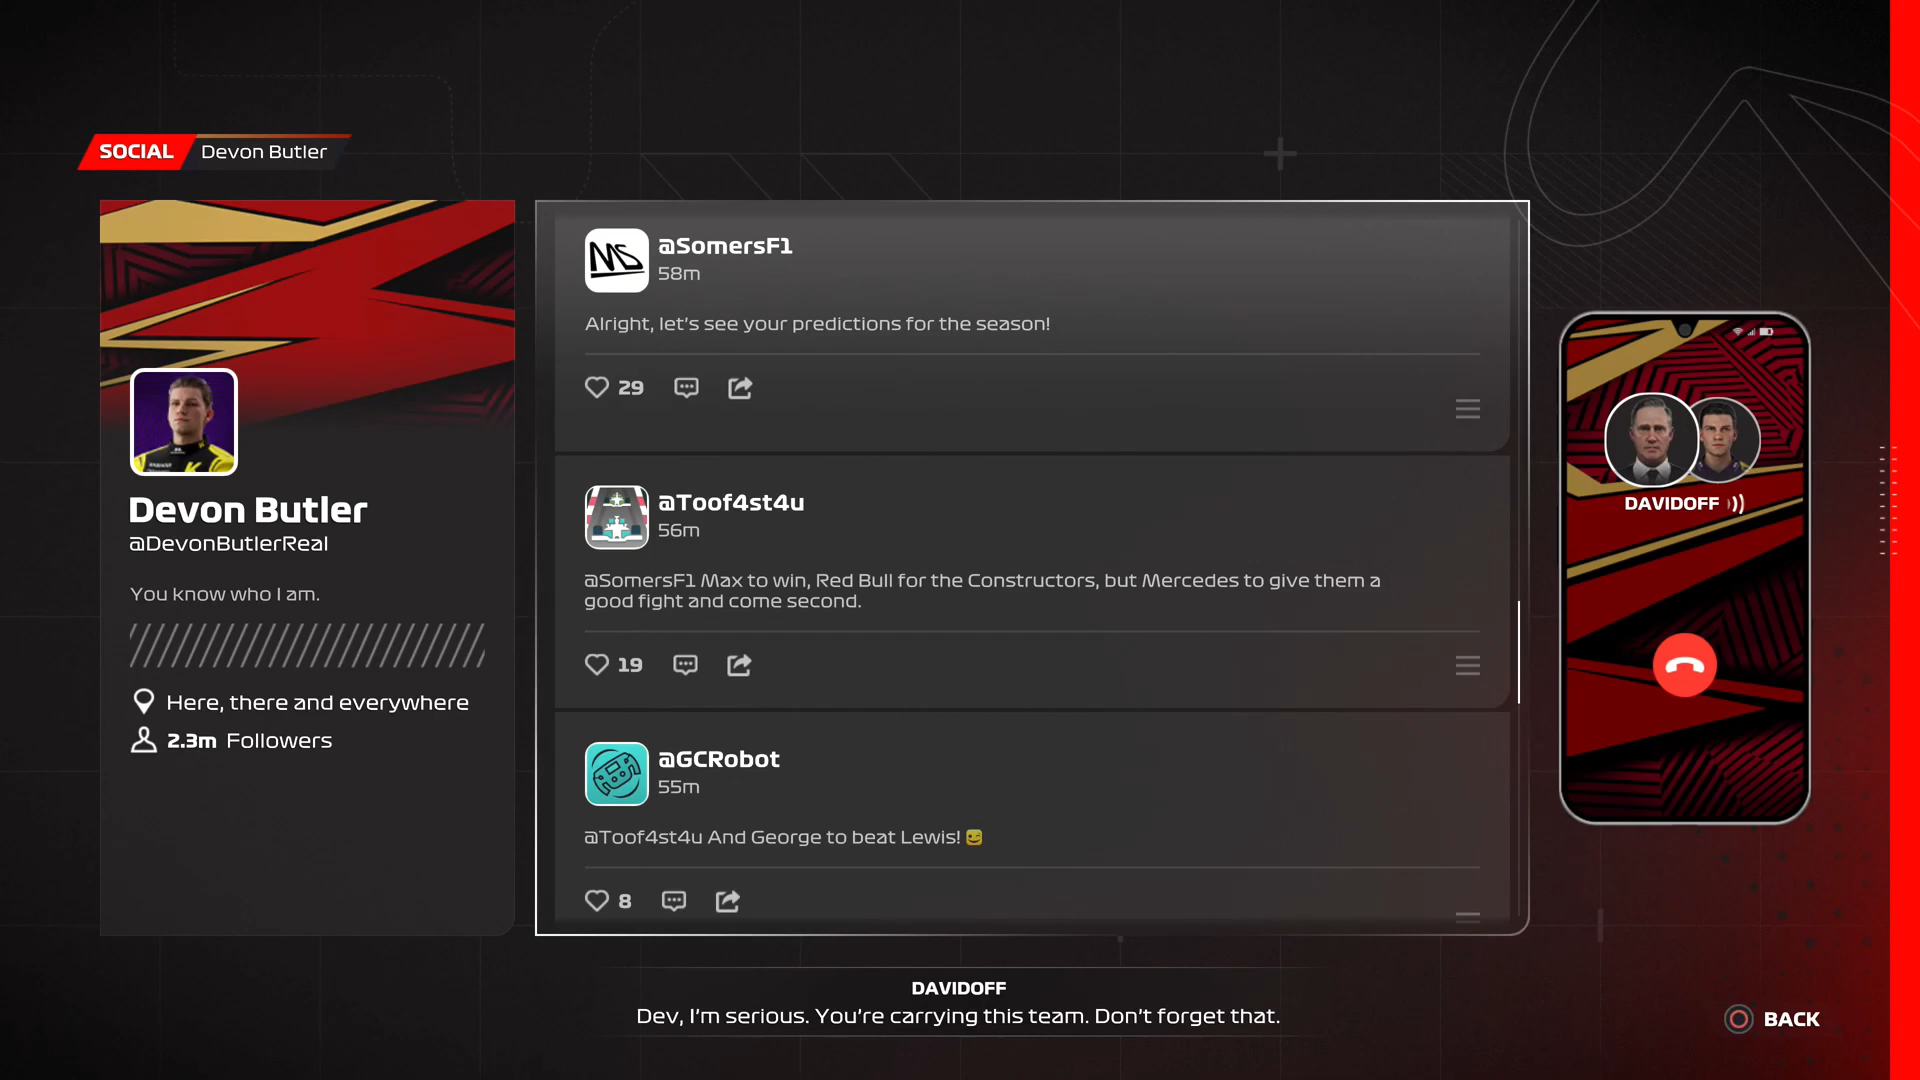 SOCIAL Devon Butler
Devon Butler
@DevonButlerReal
You know who I am.
Here, there and everywhere
2.3m Followers
@SomersF1
58m
Alright, let's see your predictions for the season!
29
@Toof4st4u
56m
@SomersF1 Max to win, Red Bull for the Constructors, but Mercedes to give them a
good fight and come second.
19
@GCRobot
55m
@Toof4st4u And George to beat Lewis! 😉
8
DAVIDOFF
DAVIDOFF
Dev, I'm serious. You're carrying this team. Don't forget that.
BACK